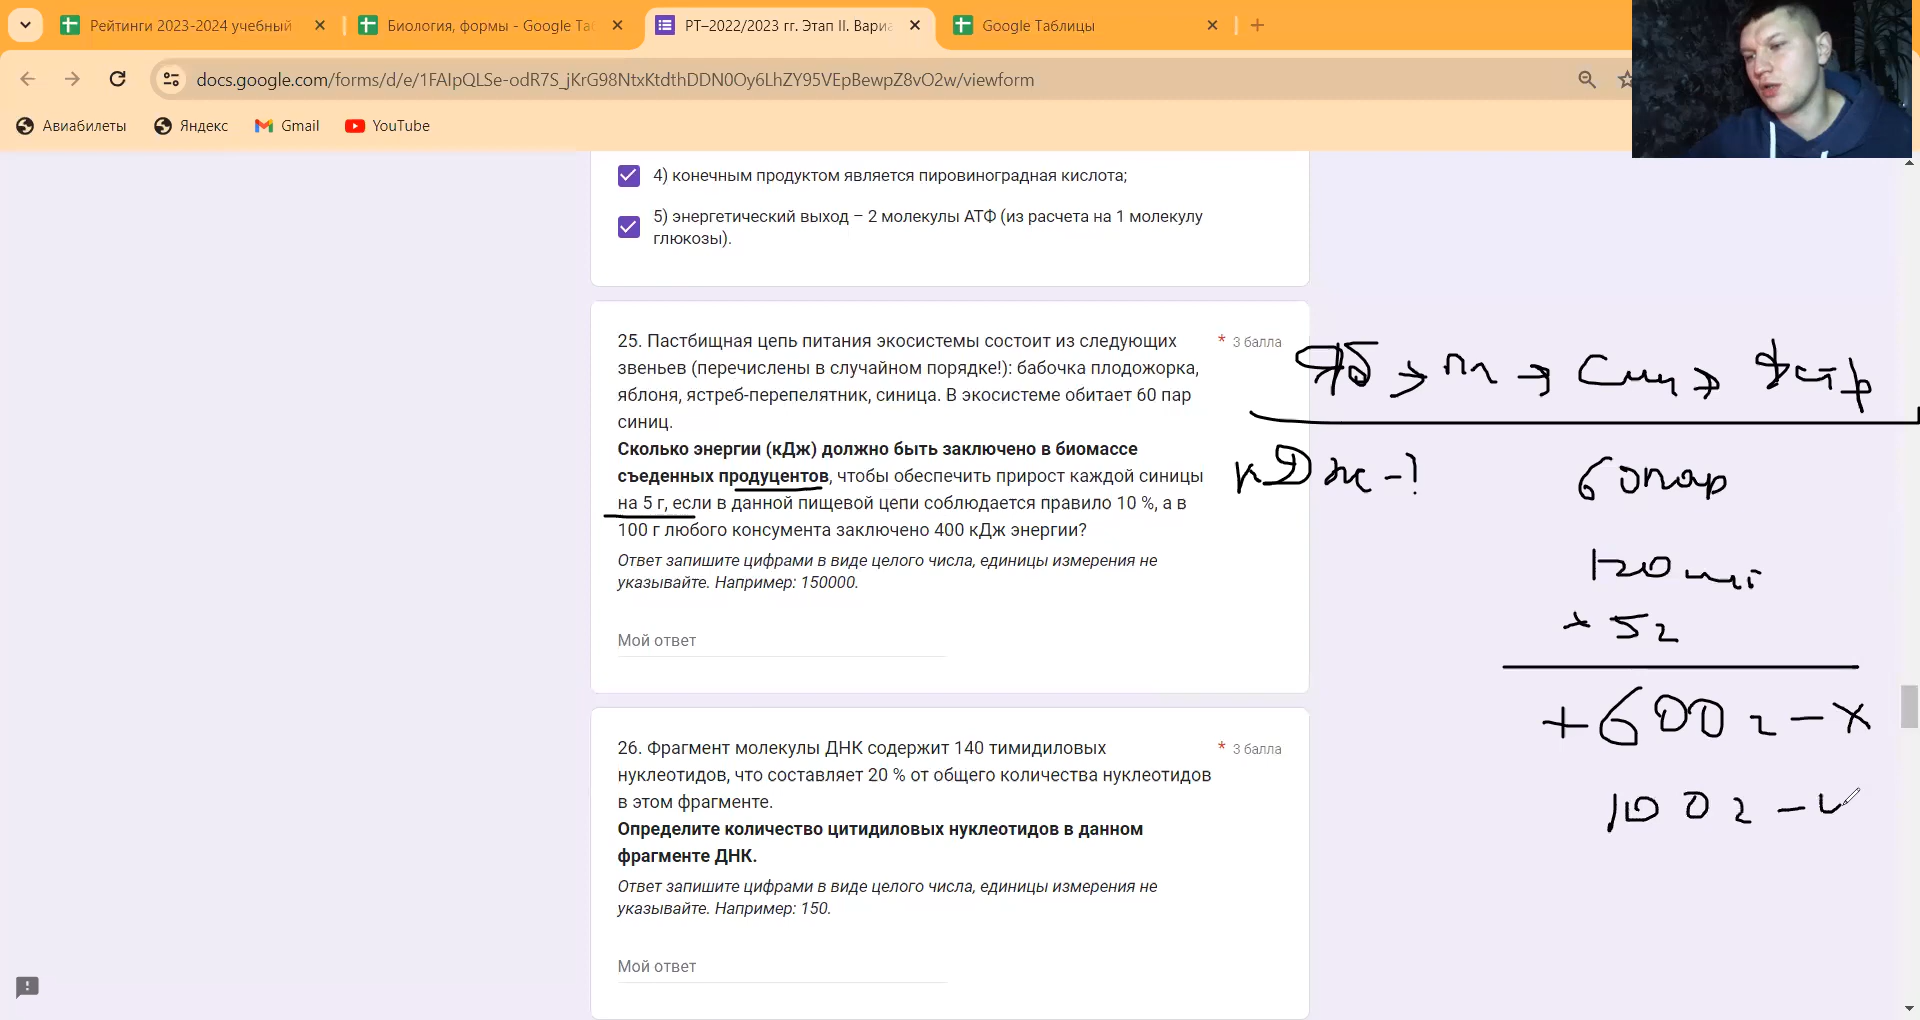 Рейтинги 2023-2024 учебный
Биология, формы - Google Та
РТ–2022/2023 гг. Этап II. Вариа
Google Таблицы
docs.google.com/forms/d/e/1FAIpQLSe-odR7S_jKrG98NtxKtdthDDN0Oy6LhZY95VEpBewpZ8vO2w/viewform
Авиабилеты
Яндекс
Gmail
YouTube
4) конечным продуктом является пировиноградная кислота;
5) энергетический выход – 2 молекулы АТФ (из расчета на 1 молекулу
глюкозы).
25. Пастбищная цепь питания экосистемы состоит из следующих
звеньев (перечислены в случайном порядке!): бабочка плодожорка,
яблоня, ястреб-перепелятник, синица. В экосистеме обитает 60 пар
синиц.
Сколько энергии (кДж) должно быть заключено в биомассе
съеденных продуцентов, чтобы обеспечить прирост каждой синицы
на 5 г, если в данной пищевой цепи соблюдается правило 10 %, а в
100 г любого консумента заключено 400 кДж энергии?
Ответ запишите цифрами в виде целого числа, единицы измерения не
указывайте. Например: 150000.
Мой ответ
* 3 балла
Яб → пл → Син → Ястр
кДж - ?
60 пар
120 шт
* 5 г
+ 600 г – х
100 г –
26. Фрагмент молекулы ДНК содержит 140 тимидиловых
нуклеотидов, что составляет 20 % от общего количества нуклеотидов
в этом фрагменте.
Определите количество цитидиловых нуклеотидов в данном
фрагменте ДНК.
Ответ запишите цифрами в виде целого числа, единицы измерения не
указывайте. Например: 150.
Мой ответ
* 3 балла